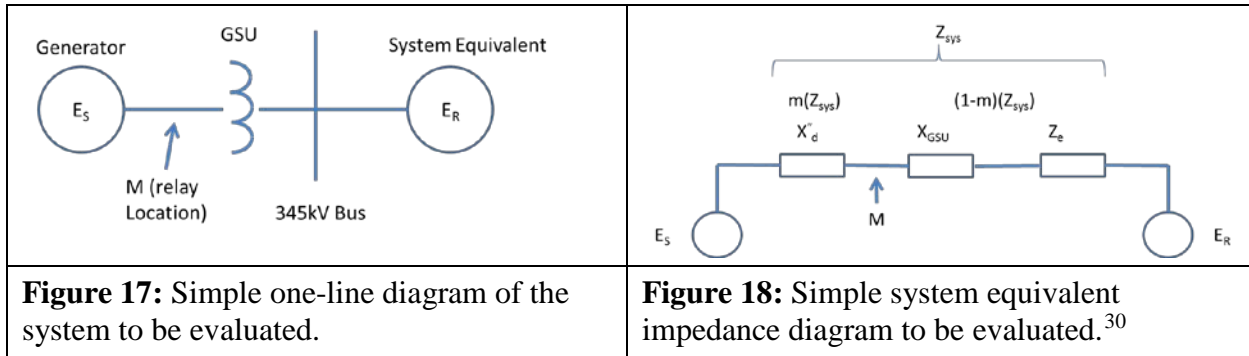 GSU
Generator
System Equivalent
E_S
E_R
M (relay
Location)
345kV Bus
Z_sys
m(Z_sys)
(1-m)(Z_sys)
X"_d
X_GSU
Z_e
M
E_S
E_R
Figure 17: Simple one-line diagram of the
system to be evaluated.
Figure 18: Simple system equivalent
impedance diagram to be evaluated.30